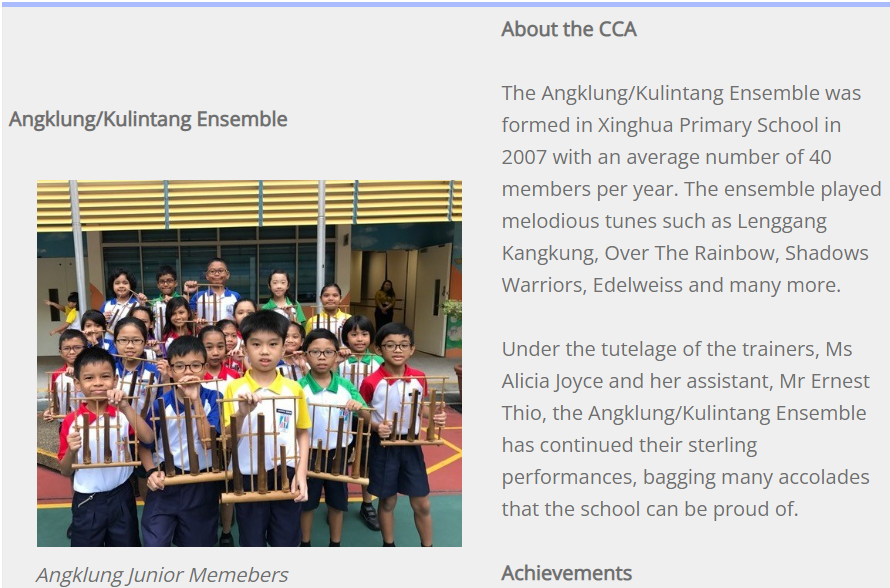 Angklung/Kulintang Ensemble
Angklung Junior Memebers
About the CCA
The Angklung/Kulintang Ensemble was
formed in Xinghua Primary School in
2007 with an average number of 40
members per year. The ensemble played
melodious tunes such as Lenggang
Kangkung, Over The Rainbow, Shadows
Warriors, Edelweiss and many more.
Under the tutelage of the trainers, Ms
Alicia Joyce and her assistant, Mr Ernest
Thio, the Angklung/Kulintang Ensemble
has continued their sterling
performances, bagging many accolades
that the school can be proud of.
Achievements